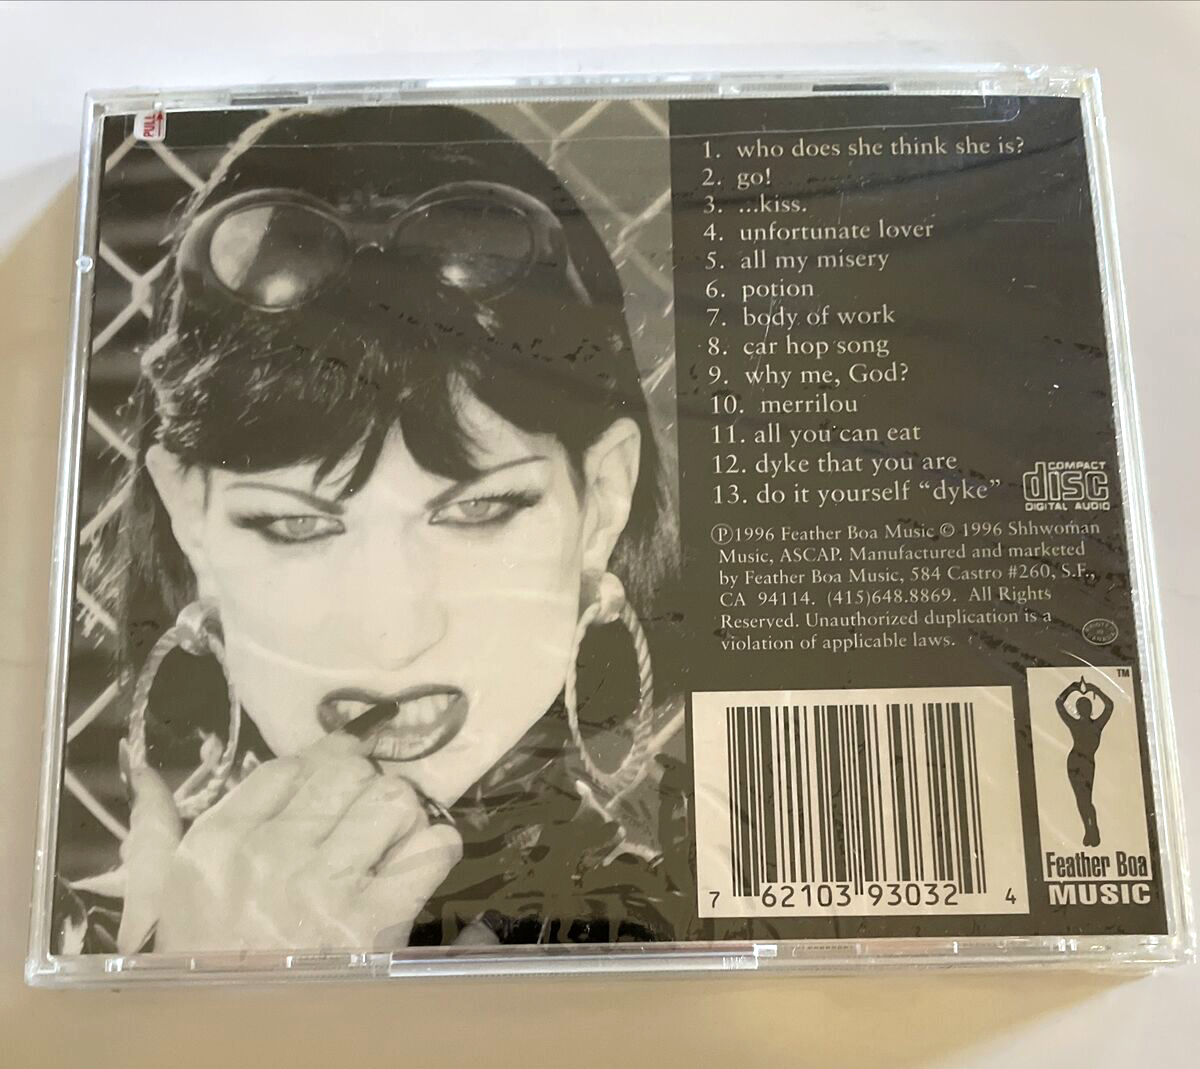 PULL
1. who does she think she is?
2. go!
3. ...kiss.
4. unfortunate lover
5. all my misery
6. potion
7. body of work
8. car hop song
9. why me, God?
10. merrilou
11. all you can eat
12. dyke that you are
13. do it yourself “dyke”
COMPACT
disc
DIGITAL AUDIO
Ⓟ1996 Feather Boa Music © 1996 Shhwoman
Music, ASCAP. Manufactured and marketed
by Feather Boa Music, 584 Castro #260, S.F.,
CA 94114. (415)648.8869. All Rights
Reserved. Unauthorized duplication is a
violation of applicable laws.
TM
Feather Boa
MUSIC
7 62103 93032 4